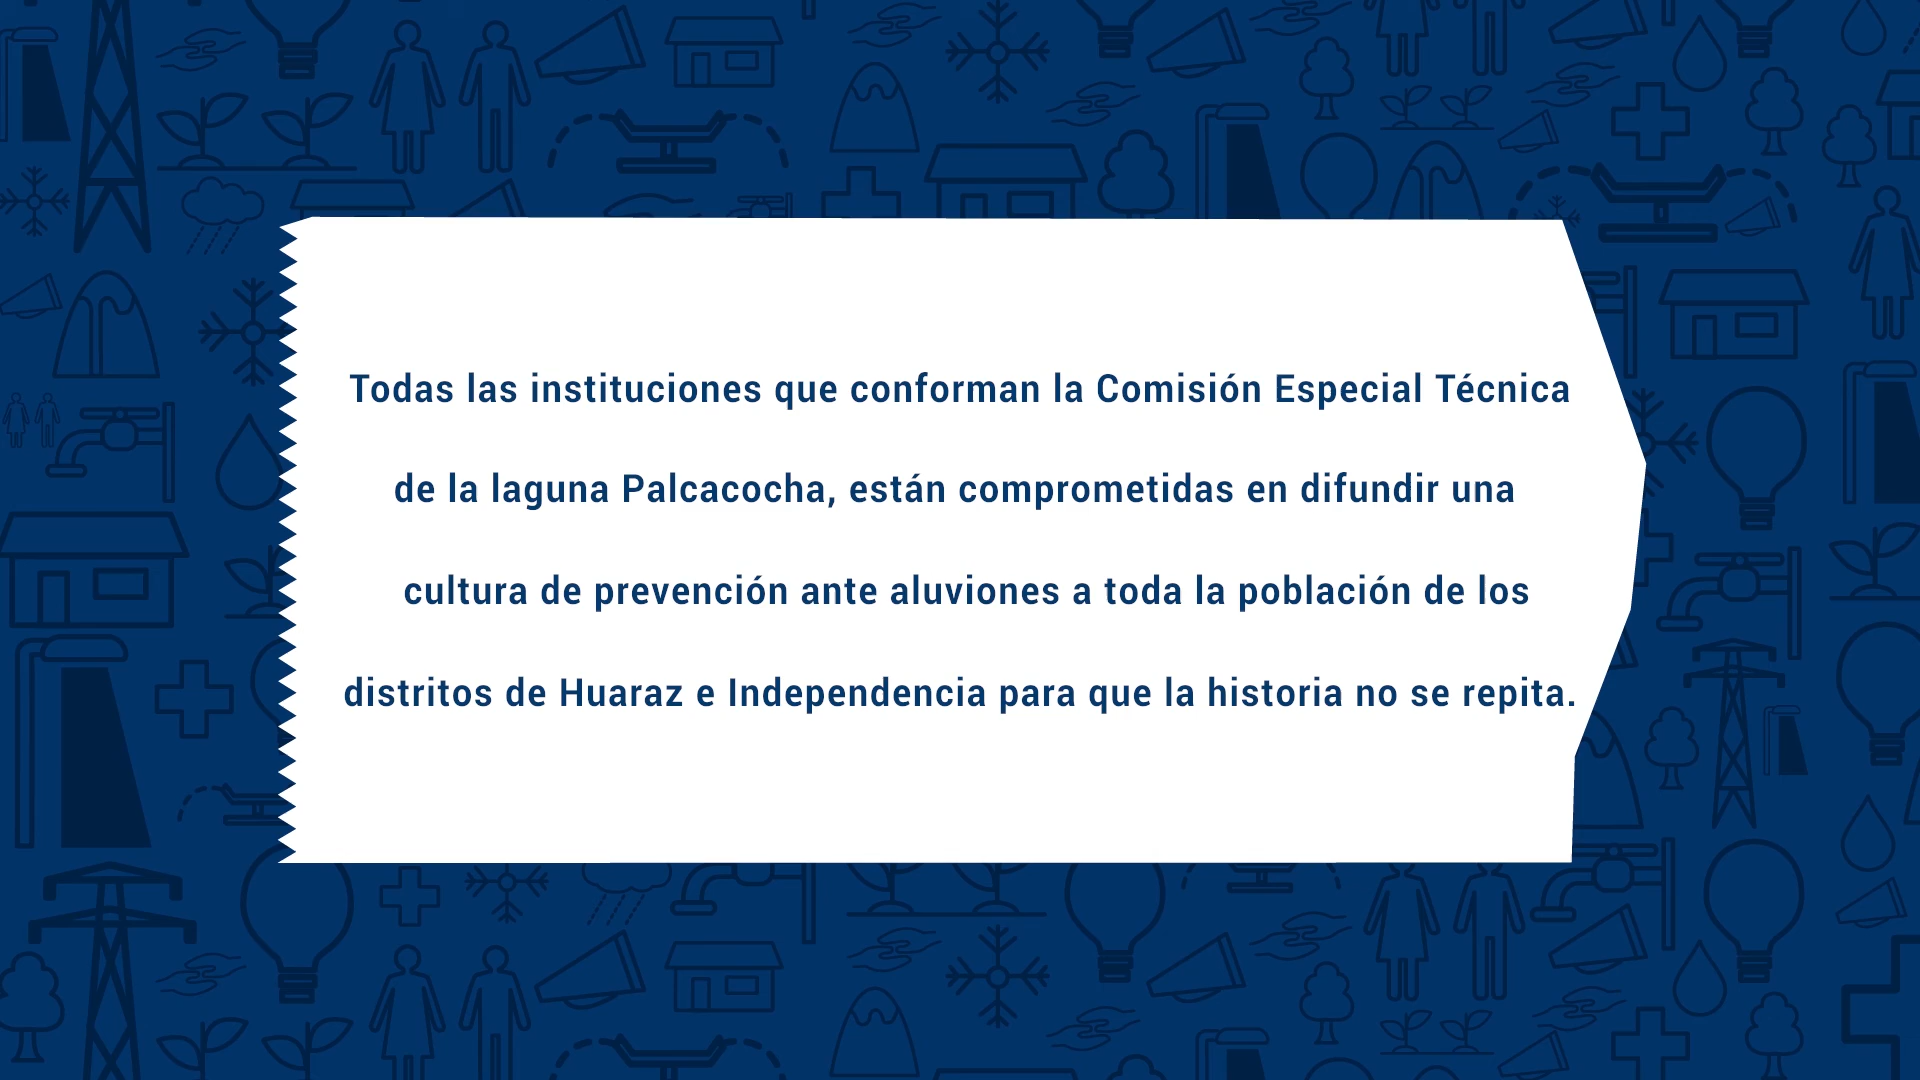 Todas las instituciones que conforman la Comisión Especial Técnica
de la laguna Palcacocha, están comprometidas en difundir una
cultura de prevención ante aluviones a toda la población de los
distritos de Huaraz e Independencia para que la historia no se repita.